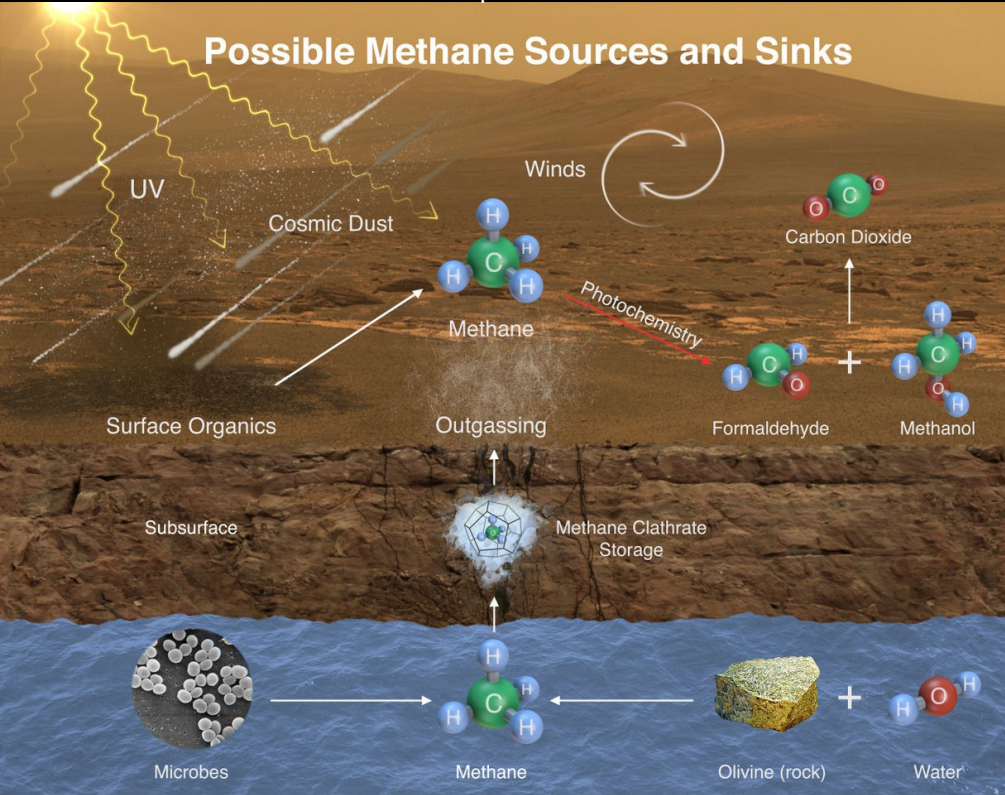 Possible Methane Sources and Sinks
UV
Cosmic Dust
Winds
H
H
C
H
H
Methane
O
C
O
Carbon Dioxide
Photochemistry
H
C
H
O
Formaldehyde
+
H
H
C
H
O
H
Methanol
Surface Organics
Outgassing
Subsurface
C
Methane Clathrate
Storage
Microbes
H
H
C
H
H
Methane
Olivine (rock)
+
H
O
H
Water